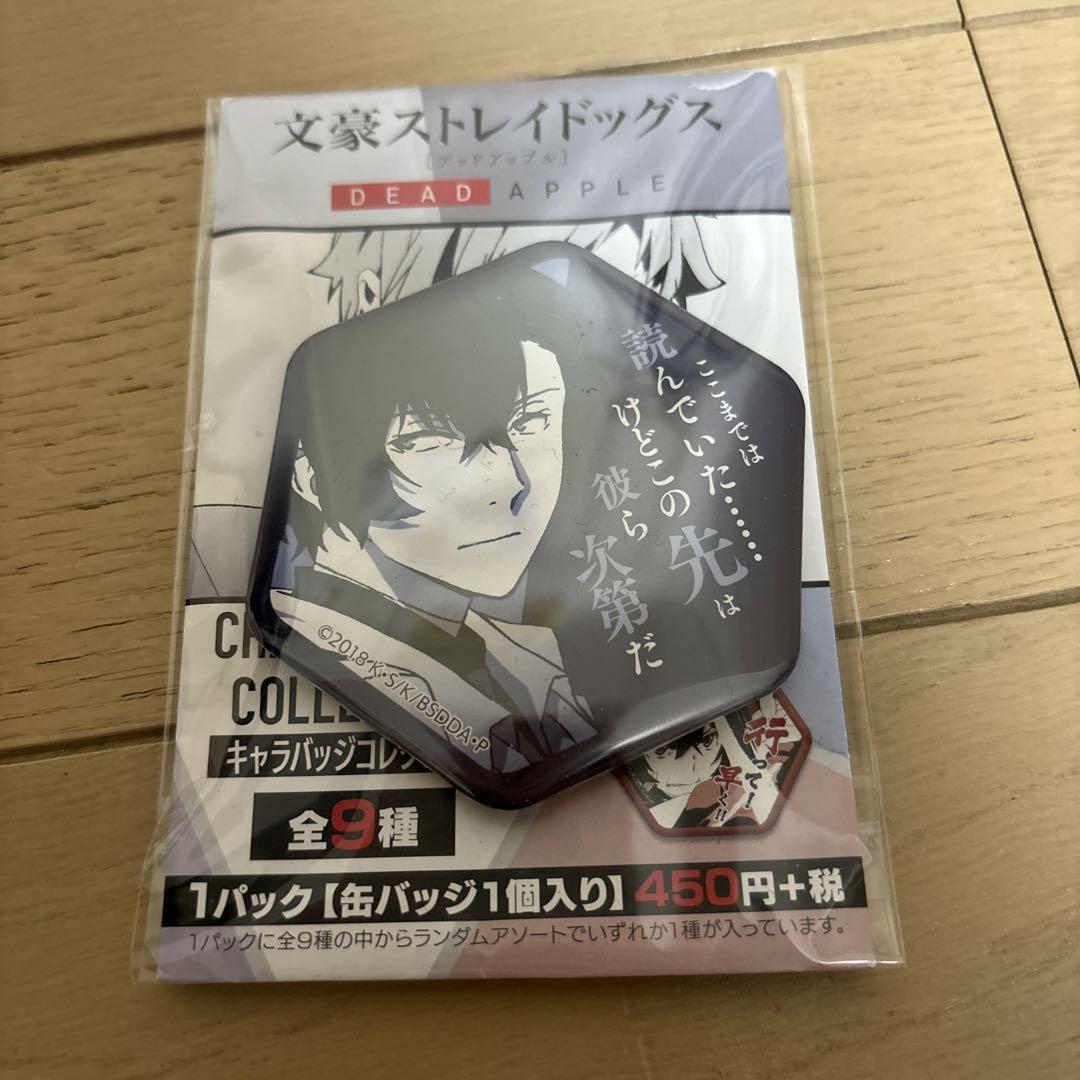 文豪ストレイドッグス
[デッドアップル]
DEAD APPLE
ここまでは
読んでいた……
けどこの先は
彼ら
次第だ
©2018 K・S/K/BSDDA・P
COLLE
キャラバッジコレク
行って!
早く!!
全9種
1パック【缶バッジ1個入り】450円+税
1パックに全9種の中からランダムアソートでいずれか1種が入っています。